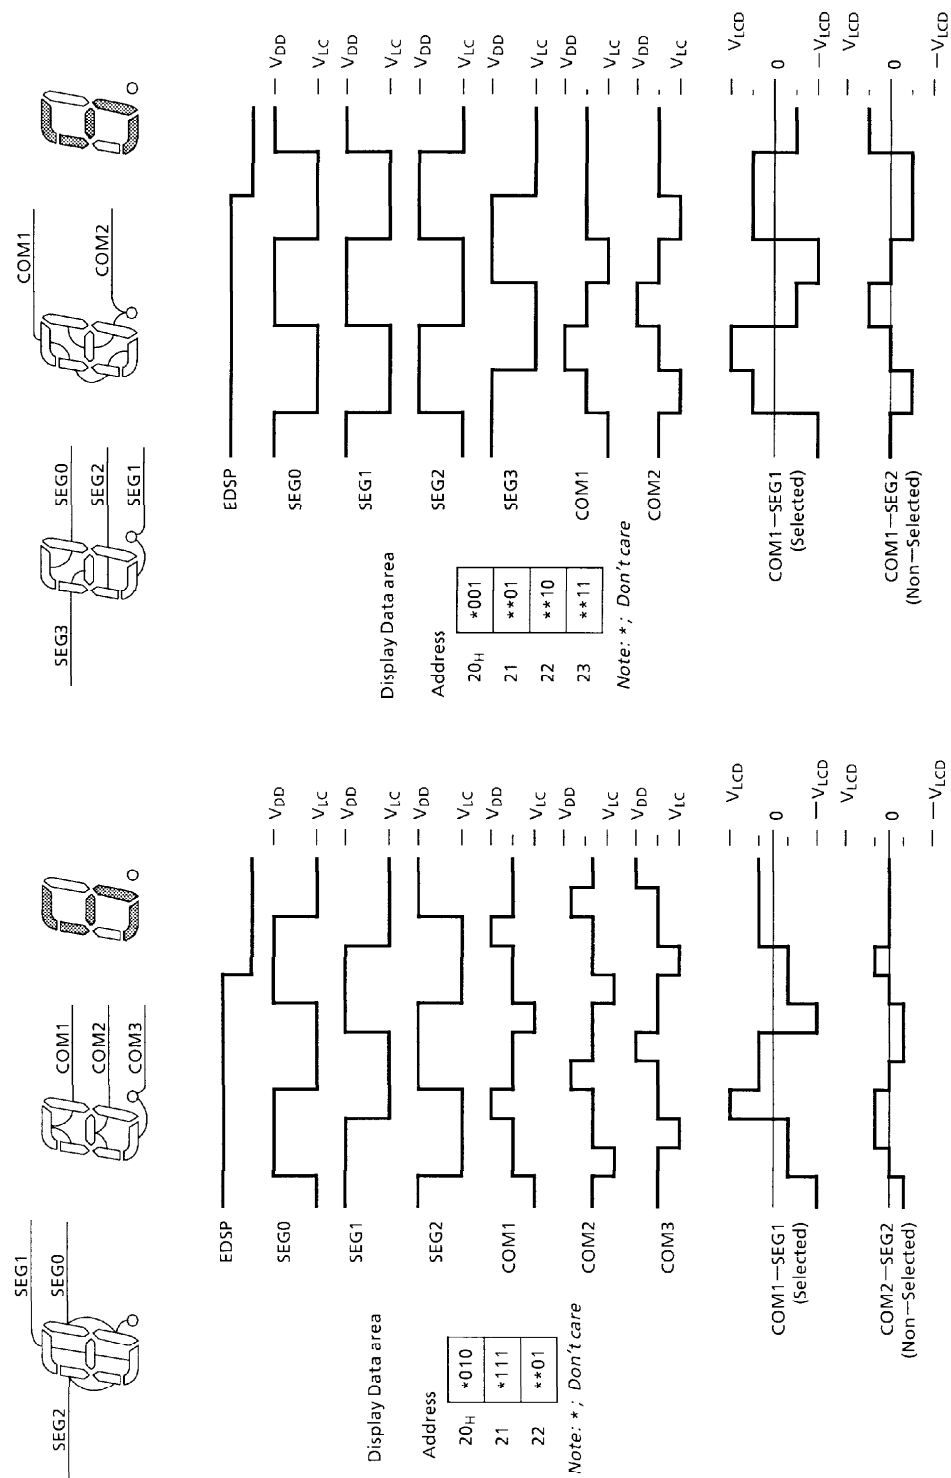 SEG2
SEG1
SEG0
COM1
COM2
COM3
EDSP
SEG0
VDD
VLC
SEG1
VDD
VLC
SEG2
VDD
VLC
COM1
VDD
VLC
COM2
VDD
VLC
COM3
VDD
VLC
COM1—SEG1
(Selected)
VLCD
0
—VLCD
COM2—SEG2
(Non—Selected)
VLCD
0
—VLCD
Display Data area
Address
20H *010
21 *111
22 **01
Note: *; Don't care
SEG3
SEG0
SEG2
SEG1
COM1
COM2
EDSP
SEG0
VDD
VLC
SEG1
VDD
VLC
SEG2
VDD
VLC
SEG3
VDD
VLC
COM1
VDD
VLC
COM2
VDD
VLC
COM1—SEG1
(Selected)
VLCD
0
—VLCD
COM1—SEG2
(Non—Selected)
VLCD
0
—VLCD
Display Data area
Address
20H *001
21 **01
22 **10
23 **11
Note: *; Don't care